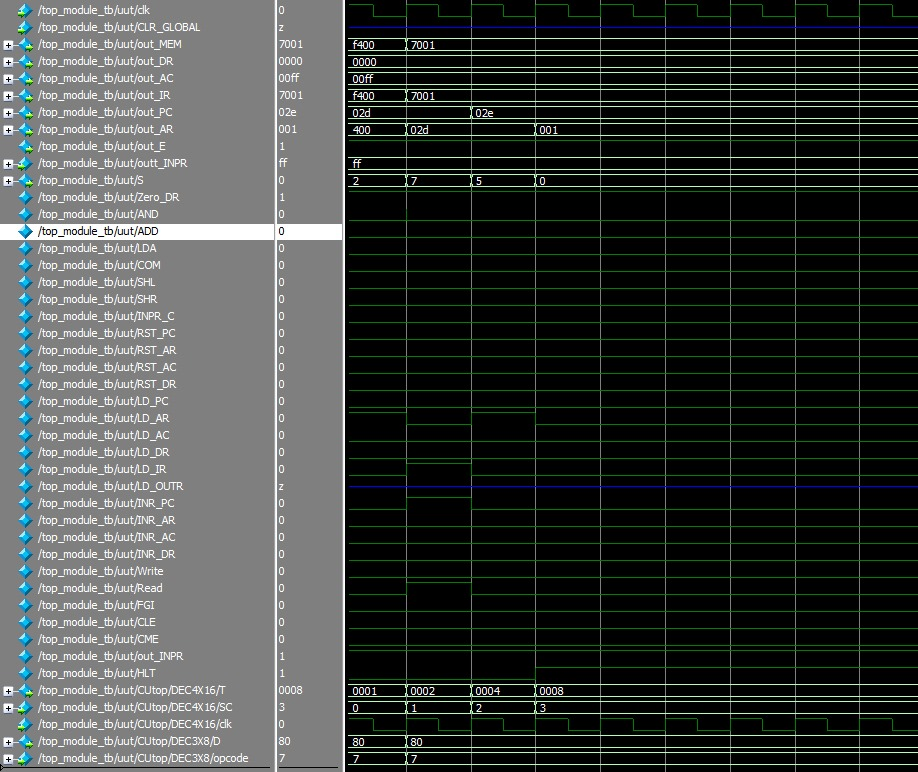 /top_module_tb/uut/clk 0
/top_module_tb/uut/CLR_GLOBAL z
/top_module_tb/uut/out_MEM 7001 f400 7001
/top_module_tb/uut/out_DR 0000 0000
/top_module_tb/uut/out_AC 00ff 00ff
/top_module_tb/uut/out_IR 7001 f400 7001
/top_module_tb/uut/out_PC 02e 02d 02e
/top_module_tb/uut/out_AR 001 400 02d 001
/top_module_tb/uut/out_E 1
/top_module_tb/uut/outt_INPR ff ff
/top_module_tb/uut/S 0 2 7 5 0
/top_module_tb/uut/Zero_DR 1
/top_module_tb/uut/AND 0
/top_module_tb/uut/ADD 0
/top_module_tb/uut/LDA 0
/top_module_tb/uut/COM 0
/top_module_tb/uut/SHL 0
/top_module_tb/uut/SHR 0
/top_module_tb/uut/INPR_C 0
/top_module_tb/uut/RST_PC 0
/top_module_tb/uut/RST_AR 0
/top_module_tb/uut/RST_AC 0
/top_module_tb/uut/RST_DR 0
/top_module_tb/uut/LD_PC 0
/top_module_tb/uut/LD_AR 0
/top_module_tb/uut/LD_AC 0
/top_module_tb/uut/LD_DR 0
/top_module_tb/uut/LD_IR 0
/top_module_tb/uut/LD_OUTR z
/top_module_tb/uut/INR_PC 0
/top_module_tb/uut/INR_AR 0
/top_module_tb/uut/INR_AC 0
/top_module_tb/uut/INR_DR 0
/top_module_tb/uut/Write 0
/top_module_tb/uut/Read 0
/top_module_tb/uut/FGI 0
/top_module_tb/uut/CLE 0
/top_module_tb/uut/CME 0
/top_module_tb/uut/out_INPR 1
/top_module_tb/uut/HLT 1
/top_module_tb/uut/CUtop/DEC4X16/T 0008 0001 0002 0004 0008
/top_module_tb/uut/CUtop/DEC4X16/SC 3 0 1 2 3
/top_module_tb/uut/CUtop/DEC4X16/clk 0
/top_module_tb/uut/CUtop/DEC3X8/D 80 80 80
/top_module_tb/uut/CUtop/DEC3X8/opcode 7 7 7